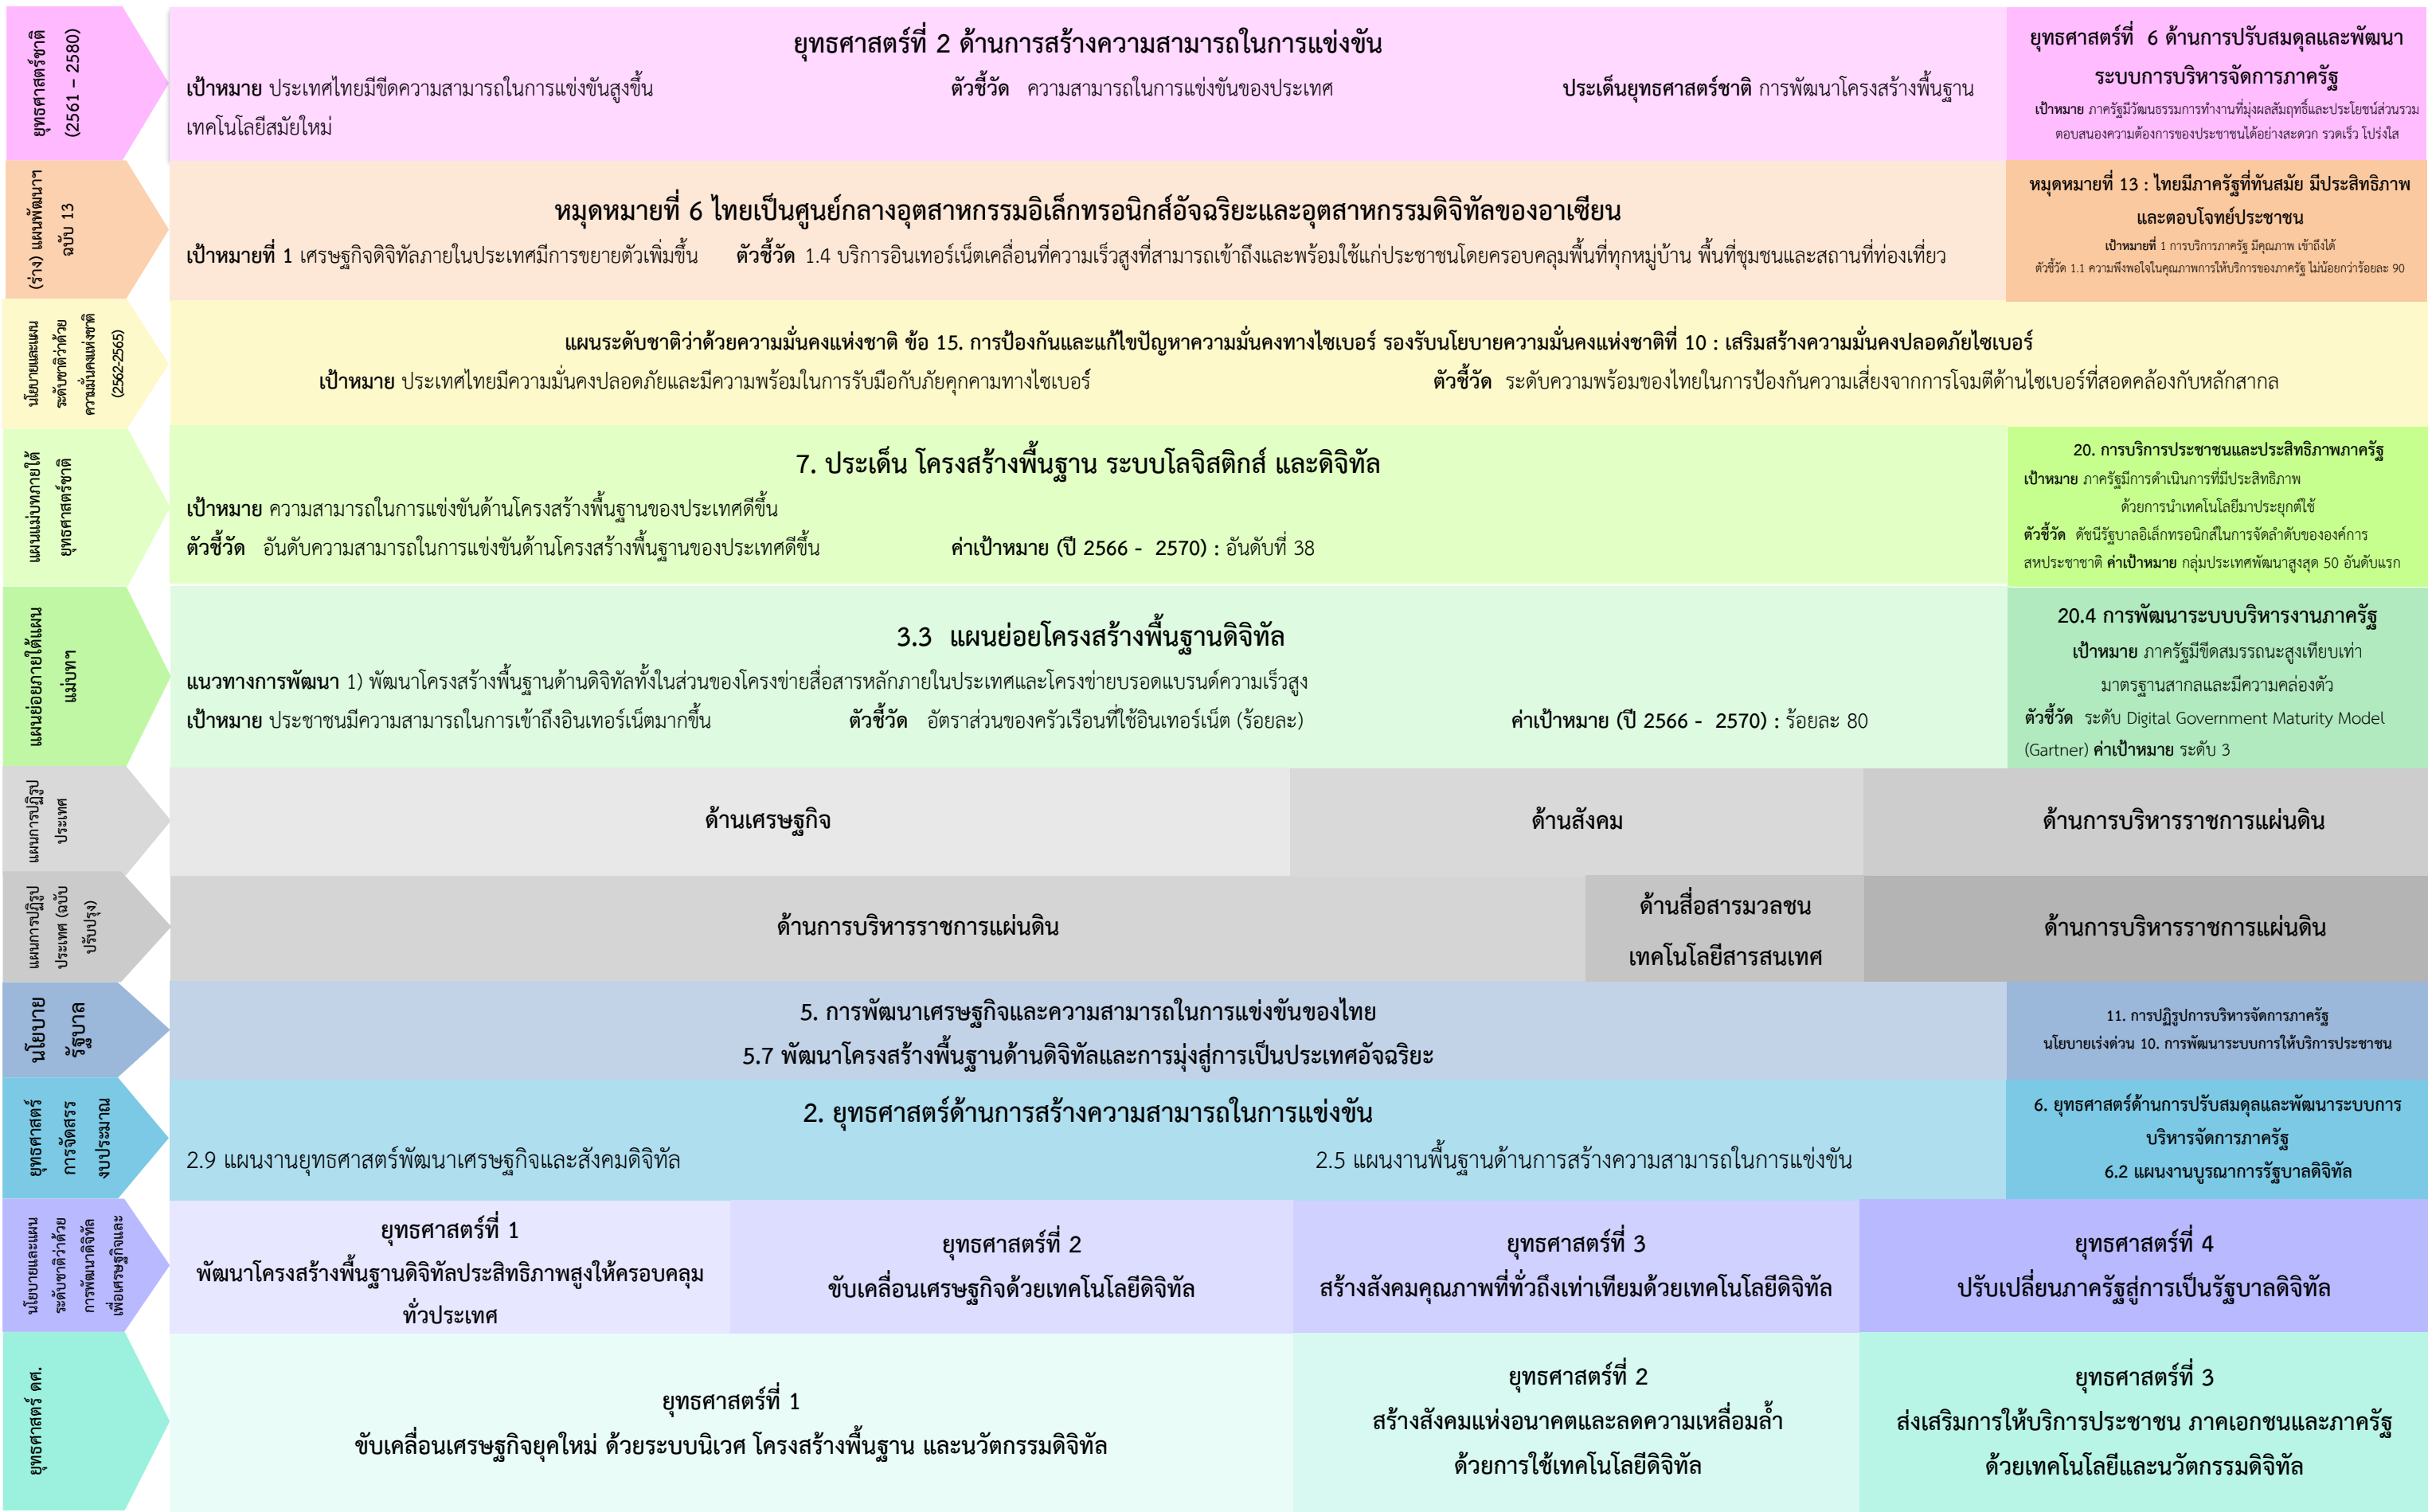 ยุทธศาสตร์ชาติ
(2561 – 2580)
ยุทธศาสตร์ที่ 2 ด้านการสร้างความสามารถในการแข่งขัน
เป้าหมาย ประเทศไทยมีขีดความสามารถในการแข่งขันสูงขึ้น ตัวชี้วัด ความสามารถในการแข่งขันของประเทศ ประเด็นยุทธศาสตร์ชาติ การพัฒนาโครงสร้างพื้นฐาน
เทคโนโลยีสมัยใหม่
ยุทธศาสตร์ที่ 6 ด้านการปรับสมดุลและพัฒนา
ระบบการบริหารจัดการภาครัฐ
เป้าหมาย ภาครัฐมีวัฒนธรรมการทำงานที่มุ่งผลสัมฤทธิ์และประโยชน์ส่วนรวม
ตอบสนองความต้องการของประชาชนได้อย่างสะดวก รวดเร็ว โปร่งใส
(ร่าง) แผนพัฒนาฯ
ฉบับ 13
หมุดหมายที่ 6 ไทยเป็นศูนย์กลางอุตสาหกรรมอิเล็กทรอนิกส์อัจฉริยะและอุตสาหกรรมดิจิทัลของอาเซียน
เป้าหมายที่ 1 เศรษฐกิจดิจิทัลภายในประเทศมีการขยายตัวเพิ่มขึ้น ตัวชี้วัด 1.4 บริการอินเทอร์เน็ตเคลื่อนที่ความเร็วสูงที่สามารถเข้าถึงและพร้อมใช้แก่ประชาชนโดยครอบคลุมพื้นที่ทุกหมู่บ้าน พื้นที่ชุมชนและสถานที่ท่องเที่ยว
หมุดหมายที่ 13 : ไทยมีภาครัฐที่ทันสมัย มีประสิทธิภาพ
และตอบโจทย์ประชาชน
เป้าหมายที่ 1 การบริการภาครัฐ มีคุณภาพ เข้าถึงได้
ตัวชี้วัด 1.1 ความพึงพอใจในคุณภาพการให้บริการของภาครัฐ ไม่น้อยกว่าร้อยละ 90
นโยบายและแผน
ระดับชาติว่าด้วย
ความมั่นคงแห่งชาติ
(2562-2565)
แผนระดับชาติว่าด้วยความมั่นคงแห่งชาติ ข้อ 15. การป้องกันและแก้ไขปัญหาความมั่นคงทางไซเบอร์ รองรับนโยบายความมั่นคงแห่งชาติที่ 10 : เสริมสร้างความมั่นคงปลอดภัยไซเบอร์
เป้าหมาย ประเทศไทยมีความมั่นคงปลอดภัยและมีความพร้อมในการรับมือกับภัยคุกคามทางไซเบอร์ ตัวชี้วัด ระดับความพร้อมของไทยในการป้องกันความเสี่ยงจากการโจมตีด้านไซเบอร์ที่สอดคล้องกับหลักสากล
แผนแม่บทภายใต้
ยุทธศาสตร์ชาติ
7. ประเด็น โครงสร้างพื้นฐาน ระบบโลจิสติกส์ และดิจิทัล
เป้าหมาย ความสามารถในการแข่งขันด้านโครงสร้างพื้นฐานของประเทศดีขึ้น
ตัวชี้วัด อันดับความสามารถในการแข่งขันด้านโครงสร้างพื้นฐานของประเทศดีขึ้น ค่าเป้าหมาย (ปี 2566 - 2570) : อันดับที่ 38
20. การบริการประชาชนและประสิทธิภาพภาครัฐ
เป้าหมาย ภาครัฐมีการดำเนินการที่มีประสิทธิภาพ
ด้วยการนำเทคโนโลยีมาประยุกต์ใช้
ตัวชี้วัด ดัชนีรัฐบาลอิเล็กทรอนิกส์ในการจัดลำดับขององค์การ
สหประชาชาติ ค่าเป้าหมาย กลุ่มประเทศพัฒนาสูงสุด 50 อันดับแรก
แผนย่อยภายใต้แผน
แม่บทฯ
3.3 แผนย่อยโครงสร้างพื้นฐานดิจิทัล
แนวทางการพัฒนา 1) พัฒนาโครงสร้างพื้นฐานด้านดิจิทัลทั้งในส่วนของโครงข่ายสื่อสารหลักภายในประเทศและโครงข่ายบรอดแบรนด์ความเร็วสูง
เป้าหมาย ประชาชนมีความสามารถในการเข้าถึงอินเทอร์เน็ตมากขึ้น ตัวชี้วัด อัตราส่วนของครัวเรือนที่ใช้อินเทอร์เน็ต (ร้อยละ) ค่าเป้าหมาย (ปี 2566 - 2570) : ร้อยละ 80
20.4 การพัฒนาระบบบริหารงานภาครัฐ
เป้าหมาย ภาครัฐมีขีดสมรรถนะสูงเทียบเท่า
มาตรฐานสากลและมีความคล่องตัว
ตัวชี้วัด ระดับ Digital Government Maturity Model
(Gartner) ค่าเป้าหมาย ระดับ 3
แผนการปฏิรูป
ประเทศ
ด้านเศรษฐกิจ
ด้านสังคม
ด้านการบริหารราชการแผ่นดิน
แผนการปฏิรูป
ประเทศ (ฉบับ
ปรับปรุง)
ด้านการบริหารราชการแผ่นดิน
ด้านสื่อสารมวลชน
เทคโนโลยีสารสนเทศ
ด้านการบริหารราชการแผ่นดิน
นโยบาย
รัฐบาล
5. การพัฒนาเศรษฐกิจและความสามารถในการแข่งขันของไทย
5.7 พัฒนาโครงสร้างพื้นฐานด้านดิจิทัลและการมุ่งสู่การเป็นประเทศอัจฉริยะ
11. การปฏิรูปการบริหารจัดการภาครัฐ
นโยบายเร่งด่วน 10. การพัฒนาระบบการให้บริการประชาชน
ยุทธศาสตร์
การจัดสรร
งบประมาณ
2. ยุทธศาสตร์ด้านการสร้างความสามารถในการแข่งขัน
2.9 แผนงานยุทธศาสตร์พัฒนาเศรษฐกิจและสังคมดิจิทัล 2.5 แผนงานพื้นฐานด้านการสร้างความสามารถในการแข่งขัน
6. ยุทธศาสตร์ด้านการปรับสมดุลและพัฒนาระบบการ
บริหารจัดการภาครัฐ
6.2 แผนงานบูรณาการรัฐบาลดิจิทัล
นโยบายและแผน
ระดับชาติว่าด้วย
การพัฒนาดิจิทัล
เพื่อเศรษฐกิจและ
ยุทธศาสตร์ที่ 1
พัฒนาโครงสร้างพื้นฐานดิจิทัลประสิทธิภาพสูงให้ครอบคลุม
ทั่วประเทศ
ยุทธศาสตร์ที่ 2
ขับเคลื่อนเศรษฐกิจด้วยเทคโนโลยีดิจิทัล
ยุทธศาสตร์ที่ 3
สร้างสังคมคุณภาพที่ทั่วถึงเท่าเทียมด้วยเทคโนโลยีดิจิทัล
ยุทธศาสตร์ที่ 4
ปรับเปลี่ยนภาครัฐสู่การเป็นรัฐบาลดิจิทัล
ยุทธศาสตร์ ดศ.
ยุทธศาสตร์ที่ 1
ขับเคลื่อนเศรษฐกิจยุคใหม่ ด้วยระบบนิเวศ โครงสร้างพื้นฐาน และนวัตกรรมดิจิทัล
ยุทธศาสตร์ที่ 2
สร้างสังคมแห่งอนาคตและลดความเหลื่อมล้ำ
ด้วยการใช้เทคโนโลยีดิจิทัล
ยุทธศาสตร์ที่ 3
ส่งเสริมการให้บริการประชาชน ภาคเอกชนและภาครัฐ
ด้วยเทคโนโลยีและนวัตกรรมดิจิทัล